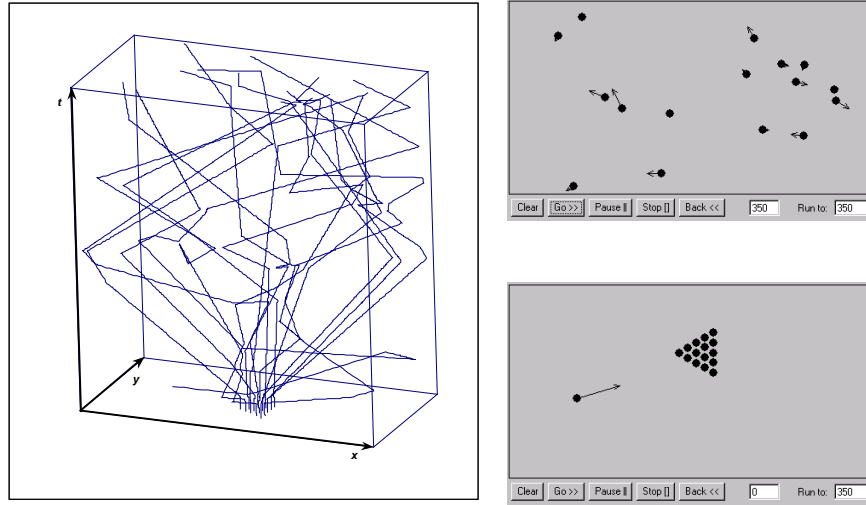 t
y
x
Clear Go >> Pause || Stop [] Back << 350 Run to: 350
Clear Go >> Pause || Stop [] Back << 0 Run to: 350